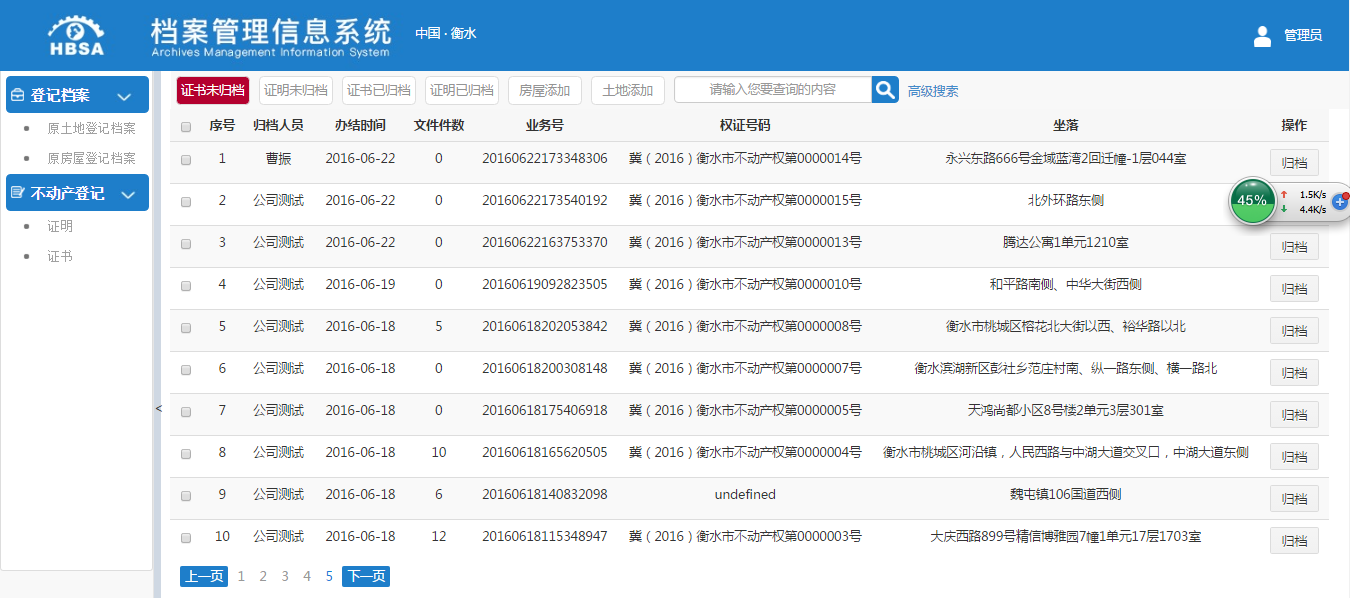 HBSA
档案管理信息系统
Archives Management Information System
中国 · 衡水
管理员
登记档案
原土地登记档案
原房屋登记档案
不动产登记
证明
证书
<
证书未归档 证明未归档 证书已归档 证明已归档 房屋添加 土地添加 请输入您要查询的内容 高级搜索
序号 归档人员 办结时间 文件件数 业务号 权证号码 坐落 操作
1 曹振 2016-06-22 0 20160622173348306 冀（2016）衡水市不动产权第0000014号 永兴东路666号金域蓝湾2回迁幢-1层044室 归档
2 公司测试 2016-06-22 0 20160622173540192 冀（2016）衡水市不动产权第0000015号 北外环路东侧
45% 1.5K/s
4.4K/s
3 公司测试 2016-06-22 0 20160622163753370 冀（2016）衡水市不动产权第0000013号 腾达公寓1单元1210室 归档
4 公司测试 2016-06-19 0 20160619092823505 冀（2016）衡水市不动产权第0000010号 和平路南侧、中华大街西侧 归档
5 公司测试 2016-06-18 5 20160618202053842 冀（2016）衡水市不动产权第0000008号 衡水市桃城区榕花北大街以西、裕华路以北 归档
6 公司测试 2016-06-18 0 20160618200308148 冀（2016）衡水市不动产权第0000007号 衡水滨湖新区彭社乡范庄村南、纵一路东侧、横一路北 归档
7 公司测试 2016-06-18 0 20160618175406918 冀（2016）衡水市不动产权第0000005号 天鸿尚都小区8号楼2单元3层301室 归档
8 公司测试 2016-06-18 10 20160618165620505 冀（2016）衡水市不动产权第0000004号 衡水市桃城区河沿镇，人民西路与中湖大道交叉口，中湖大道东侧 归档
9 公司测试 2016-06-18 6 20160618140832098 undefined 魏屯镇106国道西侧 归档
10 公司测试 2016-06-18 12 20160618115348947 冀（2016）衡水市不动产权第0000003号 大庆西路899号精信博雅园7幢1单元17层1703室 归档
上一页 1 2 3 4 5 下一页